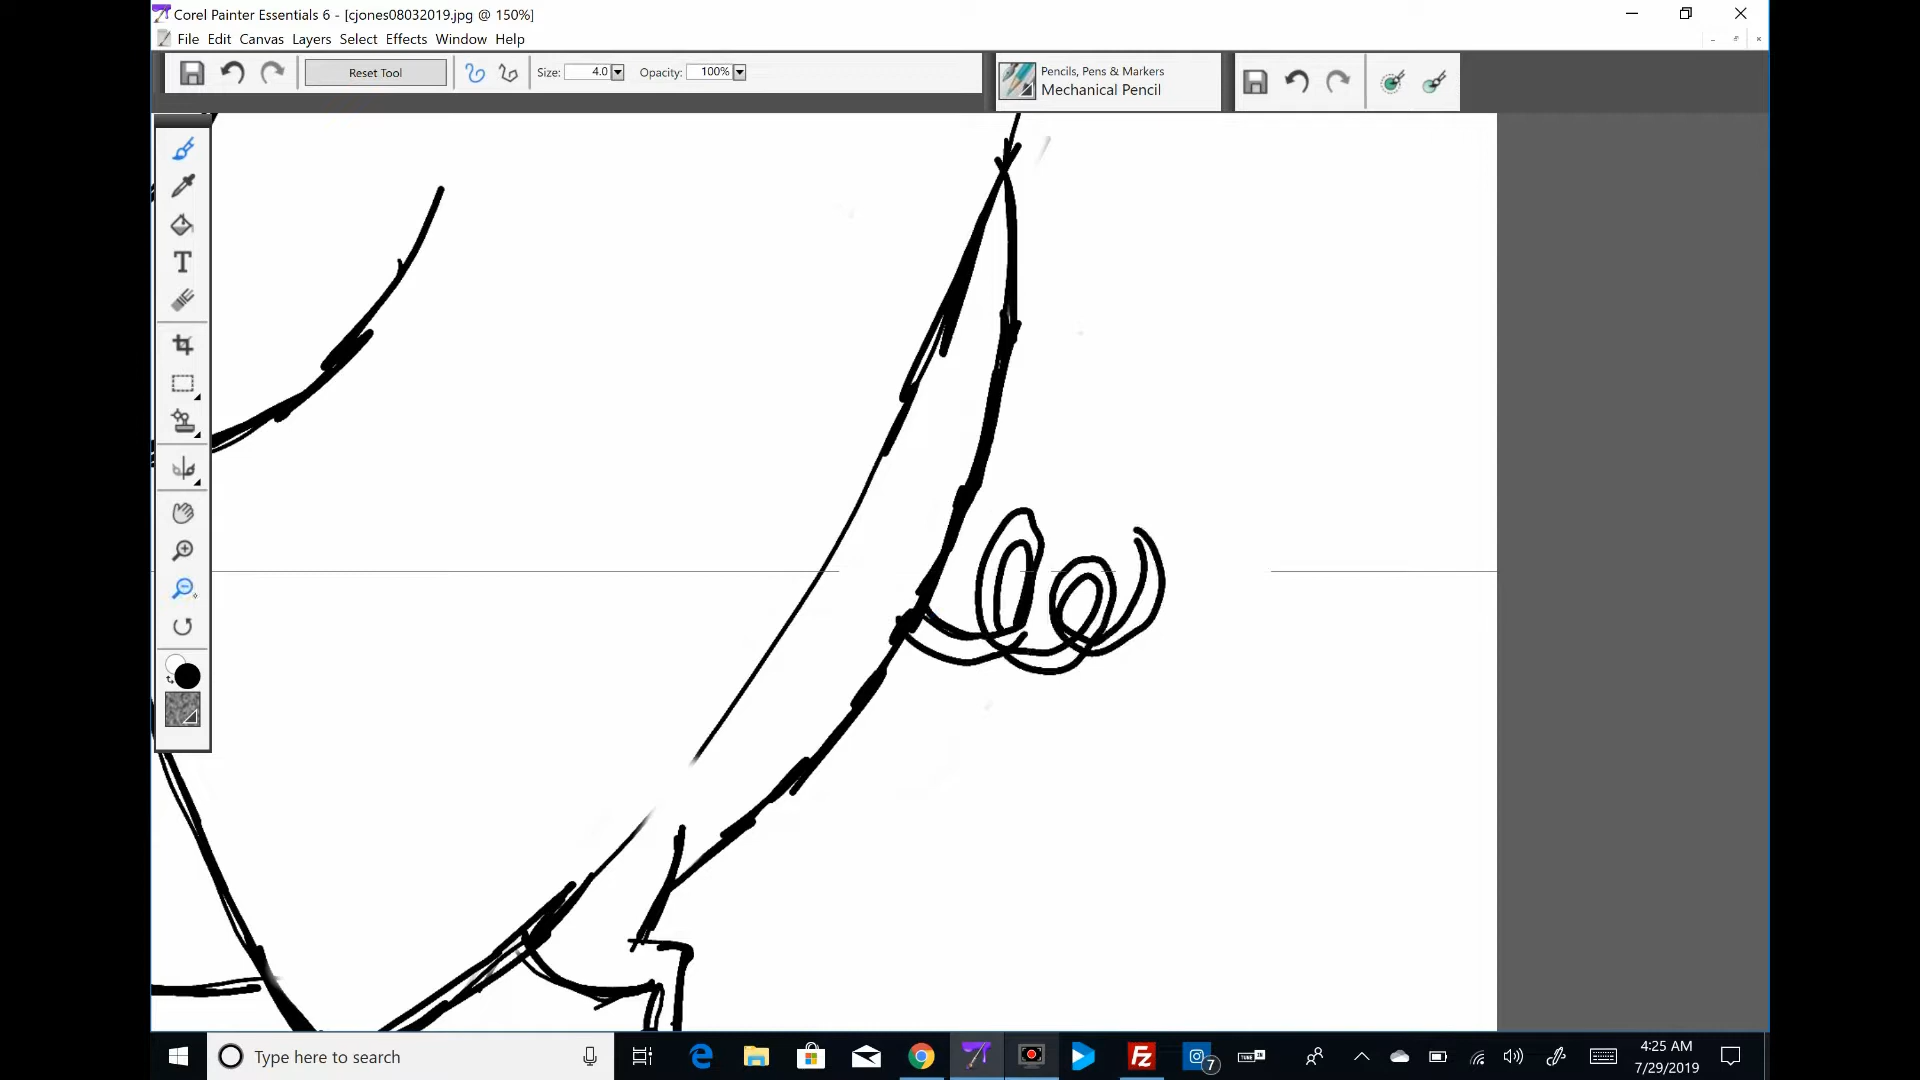 Corel Painter Essentials 6 - [cjones08032019.jpg @ 150%]
File Edit Canvas Layers Select Effects Window Help
Reset Tool Size: 4.0 Opacity: 100%
Pencils, Pens & Markers
Mechanical Pencil
T
Type here to search
7
4:25 AM
7/29/2019